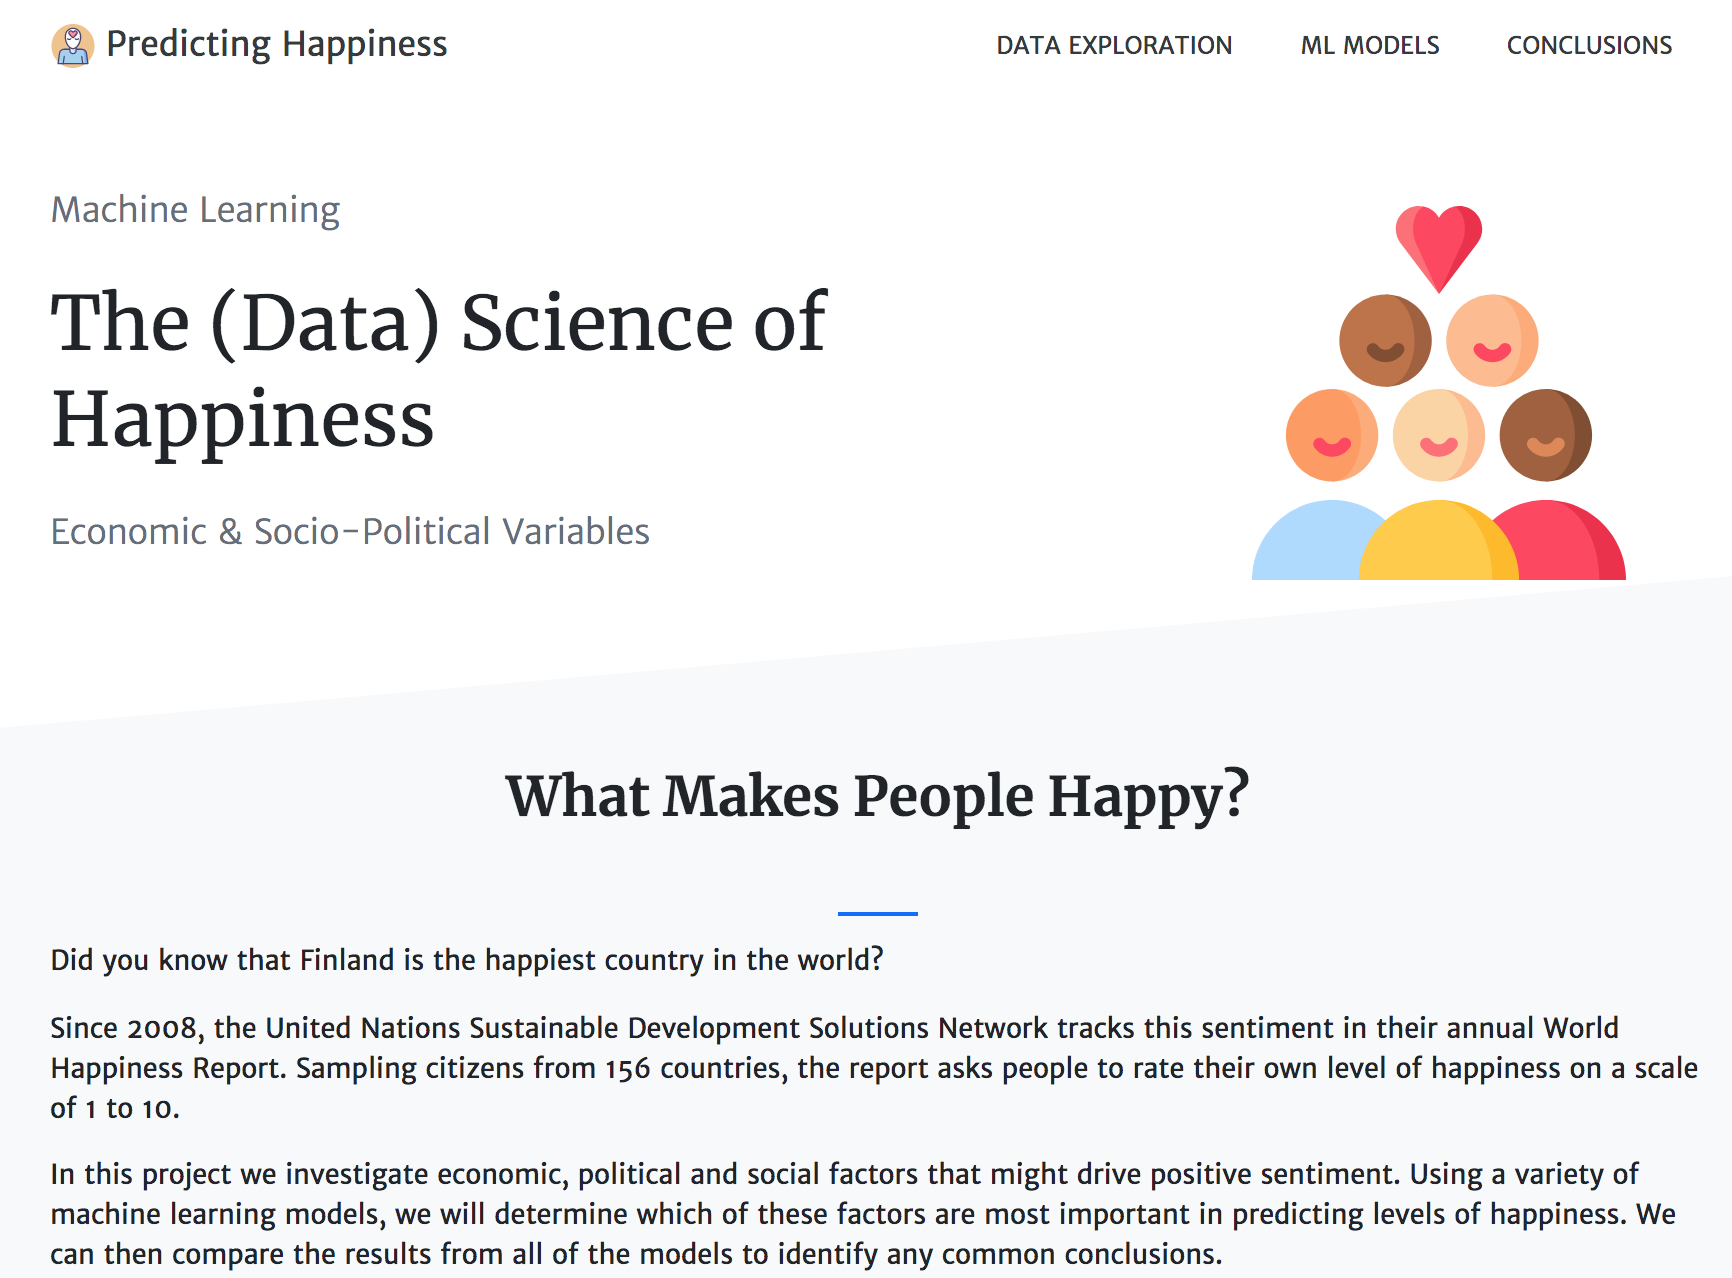 Predicting Happiness
DATA EXPLORATION
ML MODELS
CONCLUSIONS
Machine Learning
The (Data) Science of
Happiness
Economic & Socio-Political Variables
What Makes People Happy?
Did you know that Finland is the happiest country in the world?
Since 2008, the United Nations Sustainable Development Solutions Network tracks this sentiment in their annual World
Happiness Report. Sampling citizens from 156 countries, the report asks people to rate their own level of happiness on a scale
of 1 to 10.
In this project we investigate economic, political and social factors that might drive positive sentiment. Using a variety of
machine learning models, we will determine which of these factors are most important in predicting levels of happiness. We
can then compare the results from all of the models to identify any common conclusions.